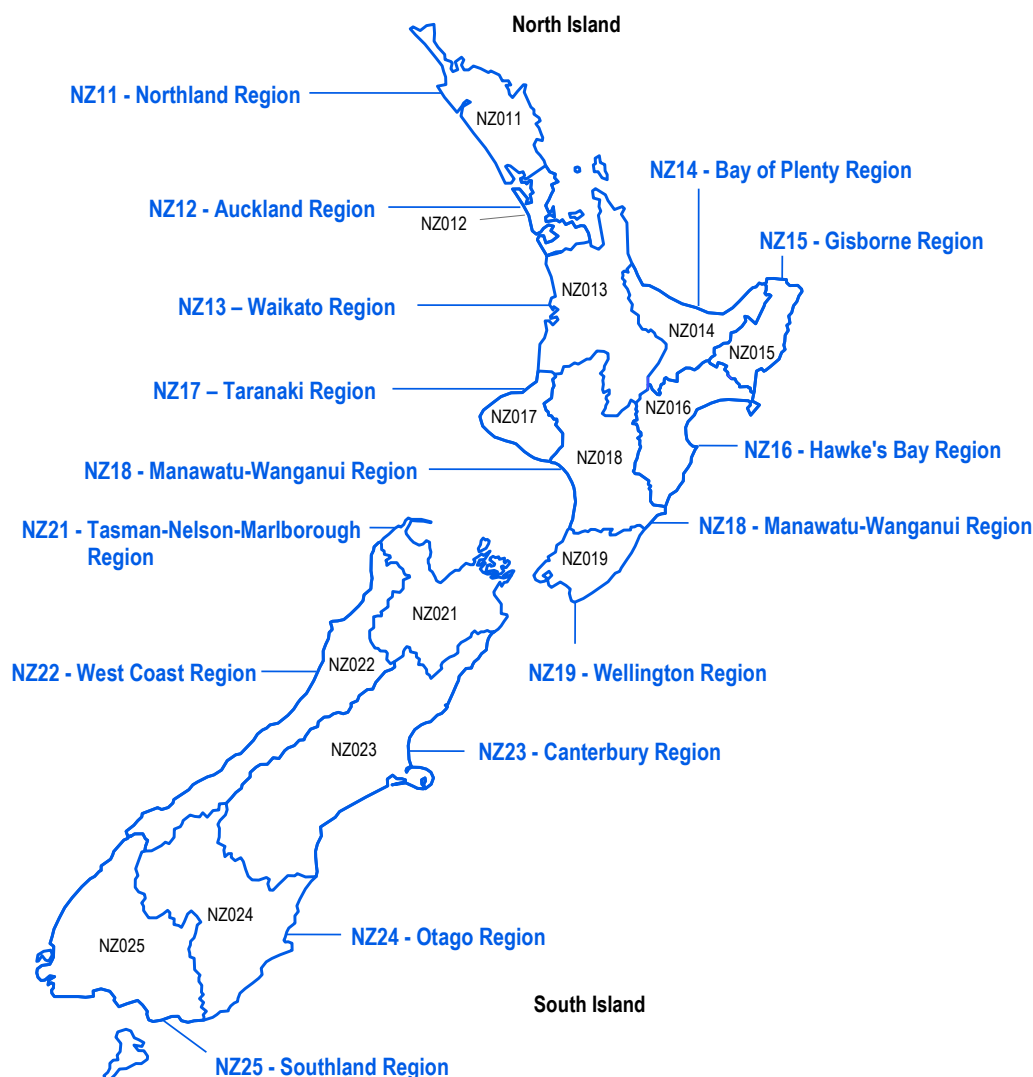 North Island
NZ11 - Northland Region
NZ011
NZ14 - Bay of Plenty Region
NZ12 - Auckland Region
NZ012
NZ15 - Gisborne Region
NZ013
NZ13 – Waikato Region
NZ014
NZ015
NZ17 – Taranaki Region
NZ016
NZ017
NZ018
NZ16 - Hawke's Bay Region
NZ18 - Manawatu-Wanganui Region
NZ21 - Tasman-Nelson-Marlborough
Region
NZ18 - Manawatu-Wanganui Region
NZ019
NZ021
NZ022
NZ22 - West Coast Region
NZ19 - Wellington Region
NZ023
NZ23 - Canterbury Region
NZ024
NZ24 - Otago Region
NZ025
South Island
NZ25 - Southland Region